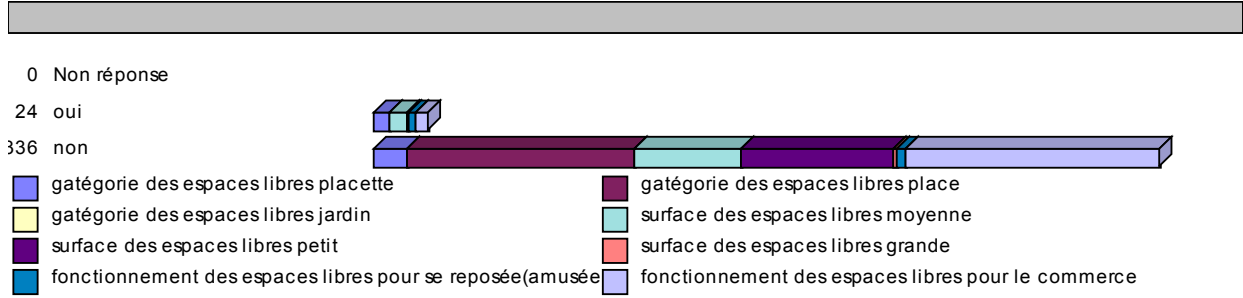 0 Non réponse
24 oui
336 non
gatégorie des espaces libres placette
gatégorie des espaces libres place
gatégorie des espaces libres jardin
surface des espaces libres moyenne
surface des espaces libres petit
surface des espaces libres grande
fonctionnement des espaces libres pour se reposée(amusée
fonctionnement des espaces libres pour le commerce